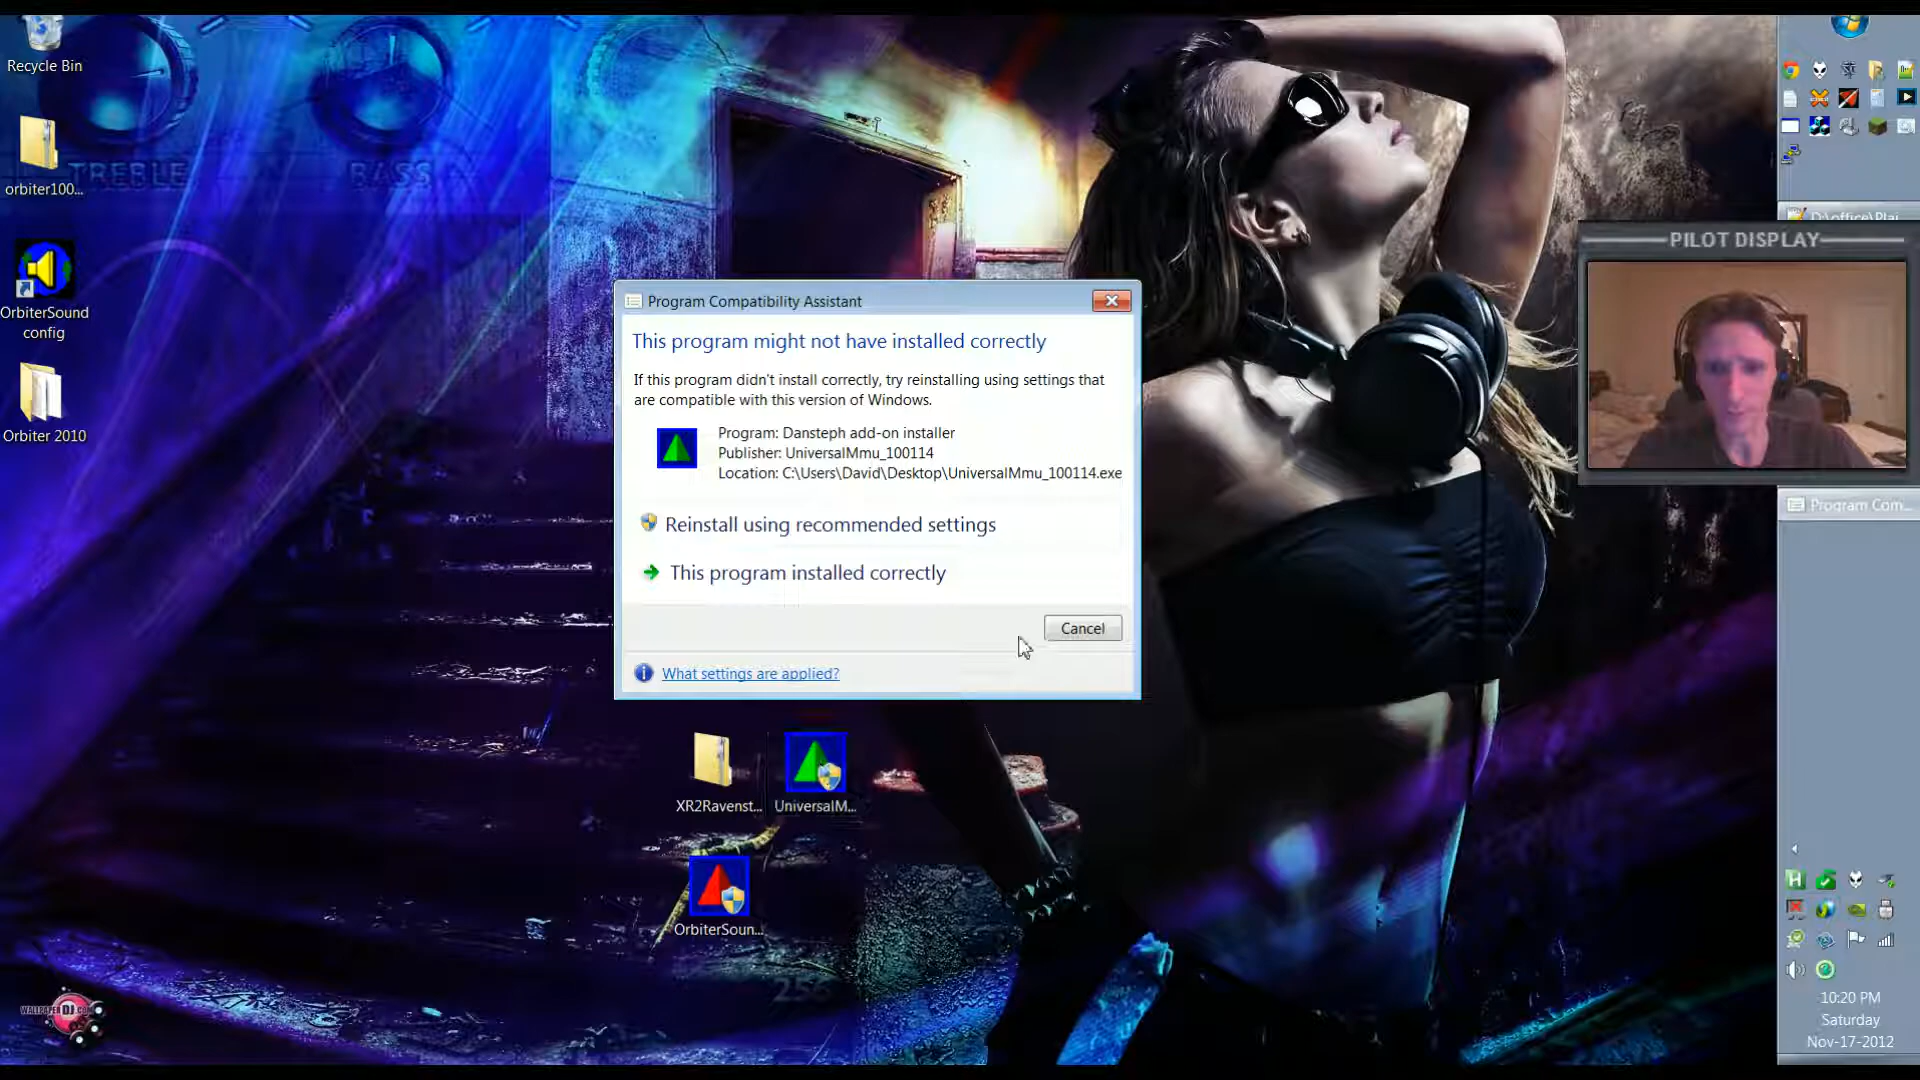 Recycle Bin
TREBLE
BASS
orbiter100...
OrbiterSound
config
Orbiter 2010
Program Compatibility Assistant
This program might not have installed correctly
If this program didn't install correctly, try reinstalling using settings that
are compatible with this version of Windows.
Program: Dansteph add-on installer
Publisher: UniversalMmu_100114
Location: C:\Users\David\Desktop\UniversalMmu_100114.exe
Reinstall using recommended settings
This program installed correctly
Cancel
What settings are applied?
XR2Ravenst...
UniversalM...
OrbiterSoun...
256
D:\office\Plai...
PILOT DISPLAY
Program Com...
10:20 PM
Saturday
Nov-17-2012